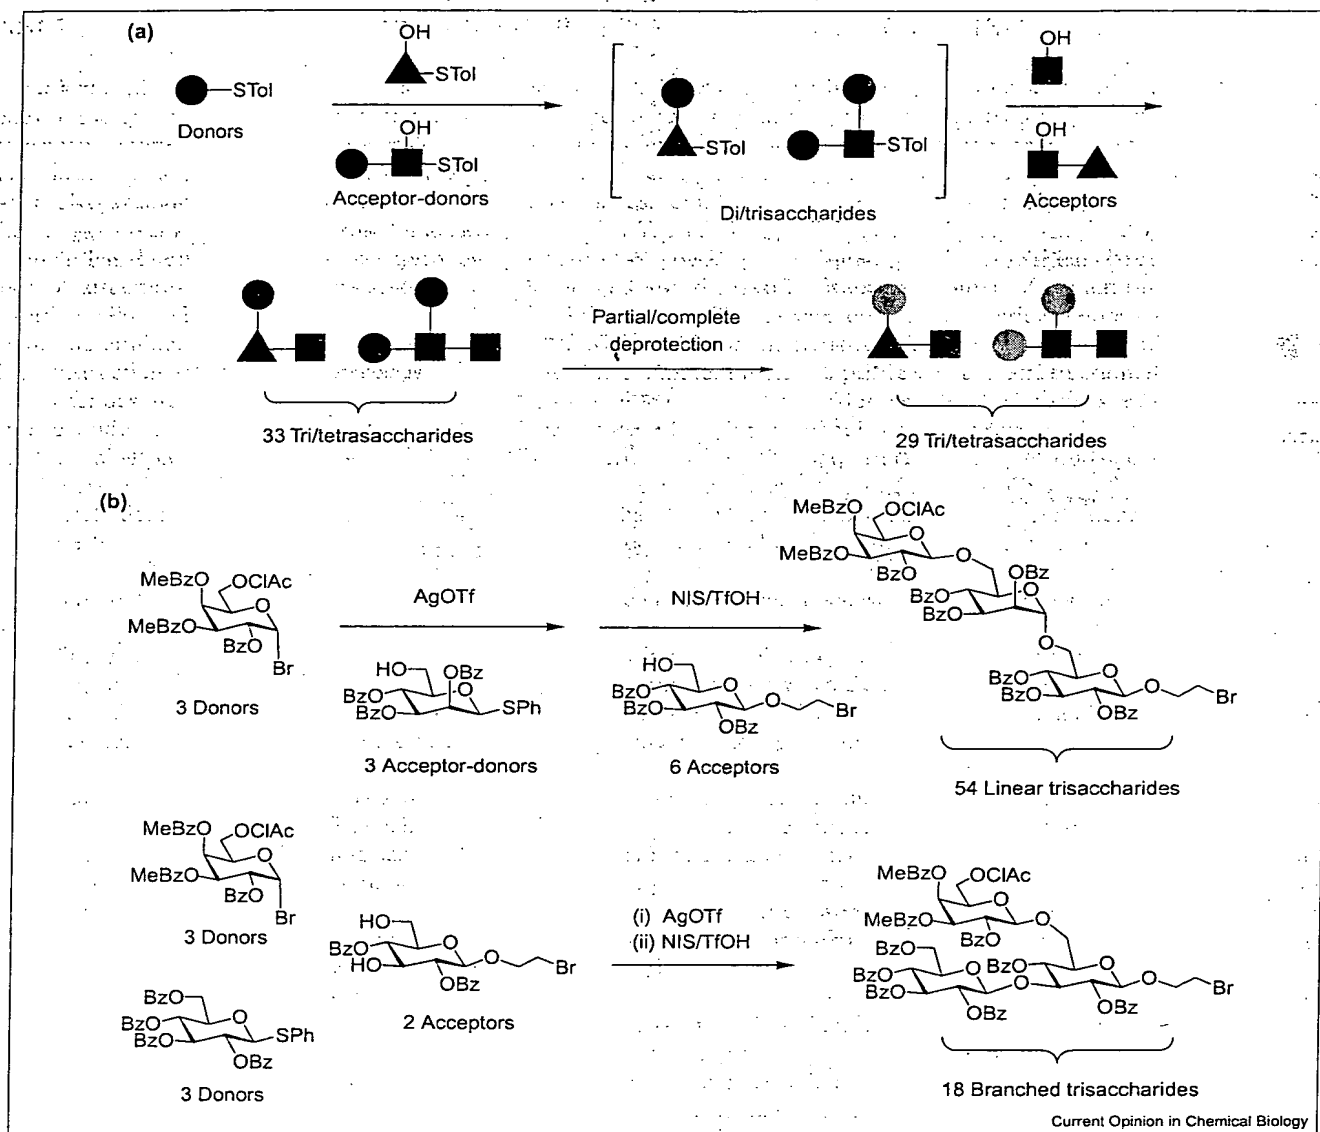 (a)
OH
STol
STol
Donors
OH
STol
Acceptor-donors
STol
STol
Di/trisaccharides
OH
OH
Acceptors
33 Tri/tetrasaccharides
Partial/complete
deprotection
29 Tri/tetrasaccharides
(b)
MeBzO
OClAc
O
MeBzO
BzO
Br
3 Donors
AgOTf
HO
OBz
BzO
O
BzO
SPh
3 Acceptor-donors
NIS/TfOH
HO
O
BzO
BzO
O
Br
OBz
6 Acceptors
MeBzO
OClAc
O
MeBzO
O
BzO
OBz
BzO
O
BzO
O
BzO
O
BzO
O
Br
OBz
54 Linear trisaccharides
MeBzO
OClAc
O
MeBzO
BzO
Br
3 Donors
BzO
O
BzO
BzO
SPh
OBz
3 Donors
HO
O
BzO
HO
O
Br
OBz
2 Acceptors
(i) AgOTf
(ii) NIS/TfOH
MeBzO
OClAc
O
MeBzO
O
BzO
BzO
O
BzO
O
BzO
BzO
O
O
Br
OBz
OBz
18 Branched trisaccharides
Current Opinion in Chemical Biology